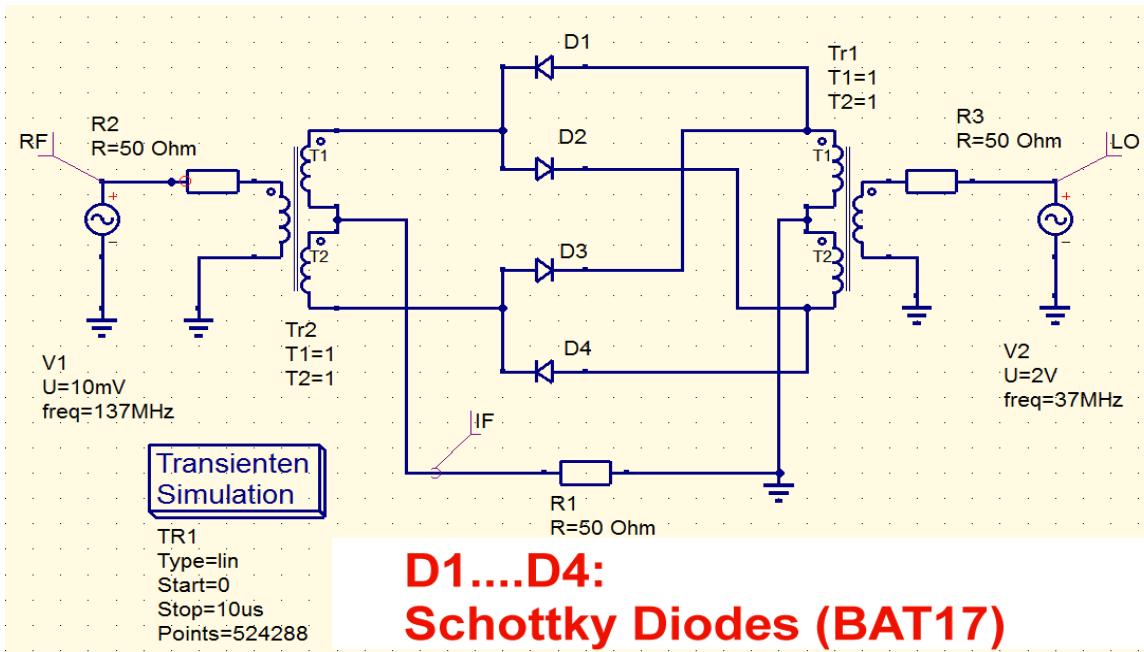 D1
Tr1
T1=1
T2=1
R2
R=50 Ohm
R3
R=50 Ohm
RF
LO
T1
D2
T1
T2
D3
T2
Tr2
T1=1
T2=1
D4
V1
U=10mV
freq=137MHz
V2
U=2V
freq=37MHz
IF
Transienten
Simulation
R1
R=50 Ohm
TR1
Type=lin
Start=0
Stop=10us
Points=524288
D1....D4:
Schottky Diodes (BAT17)